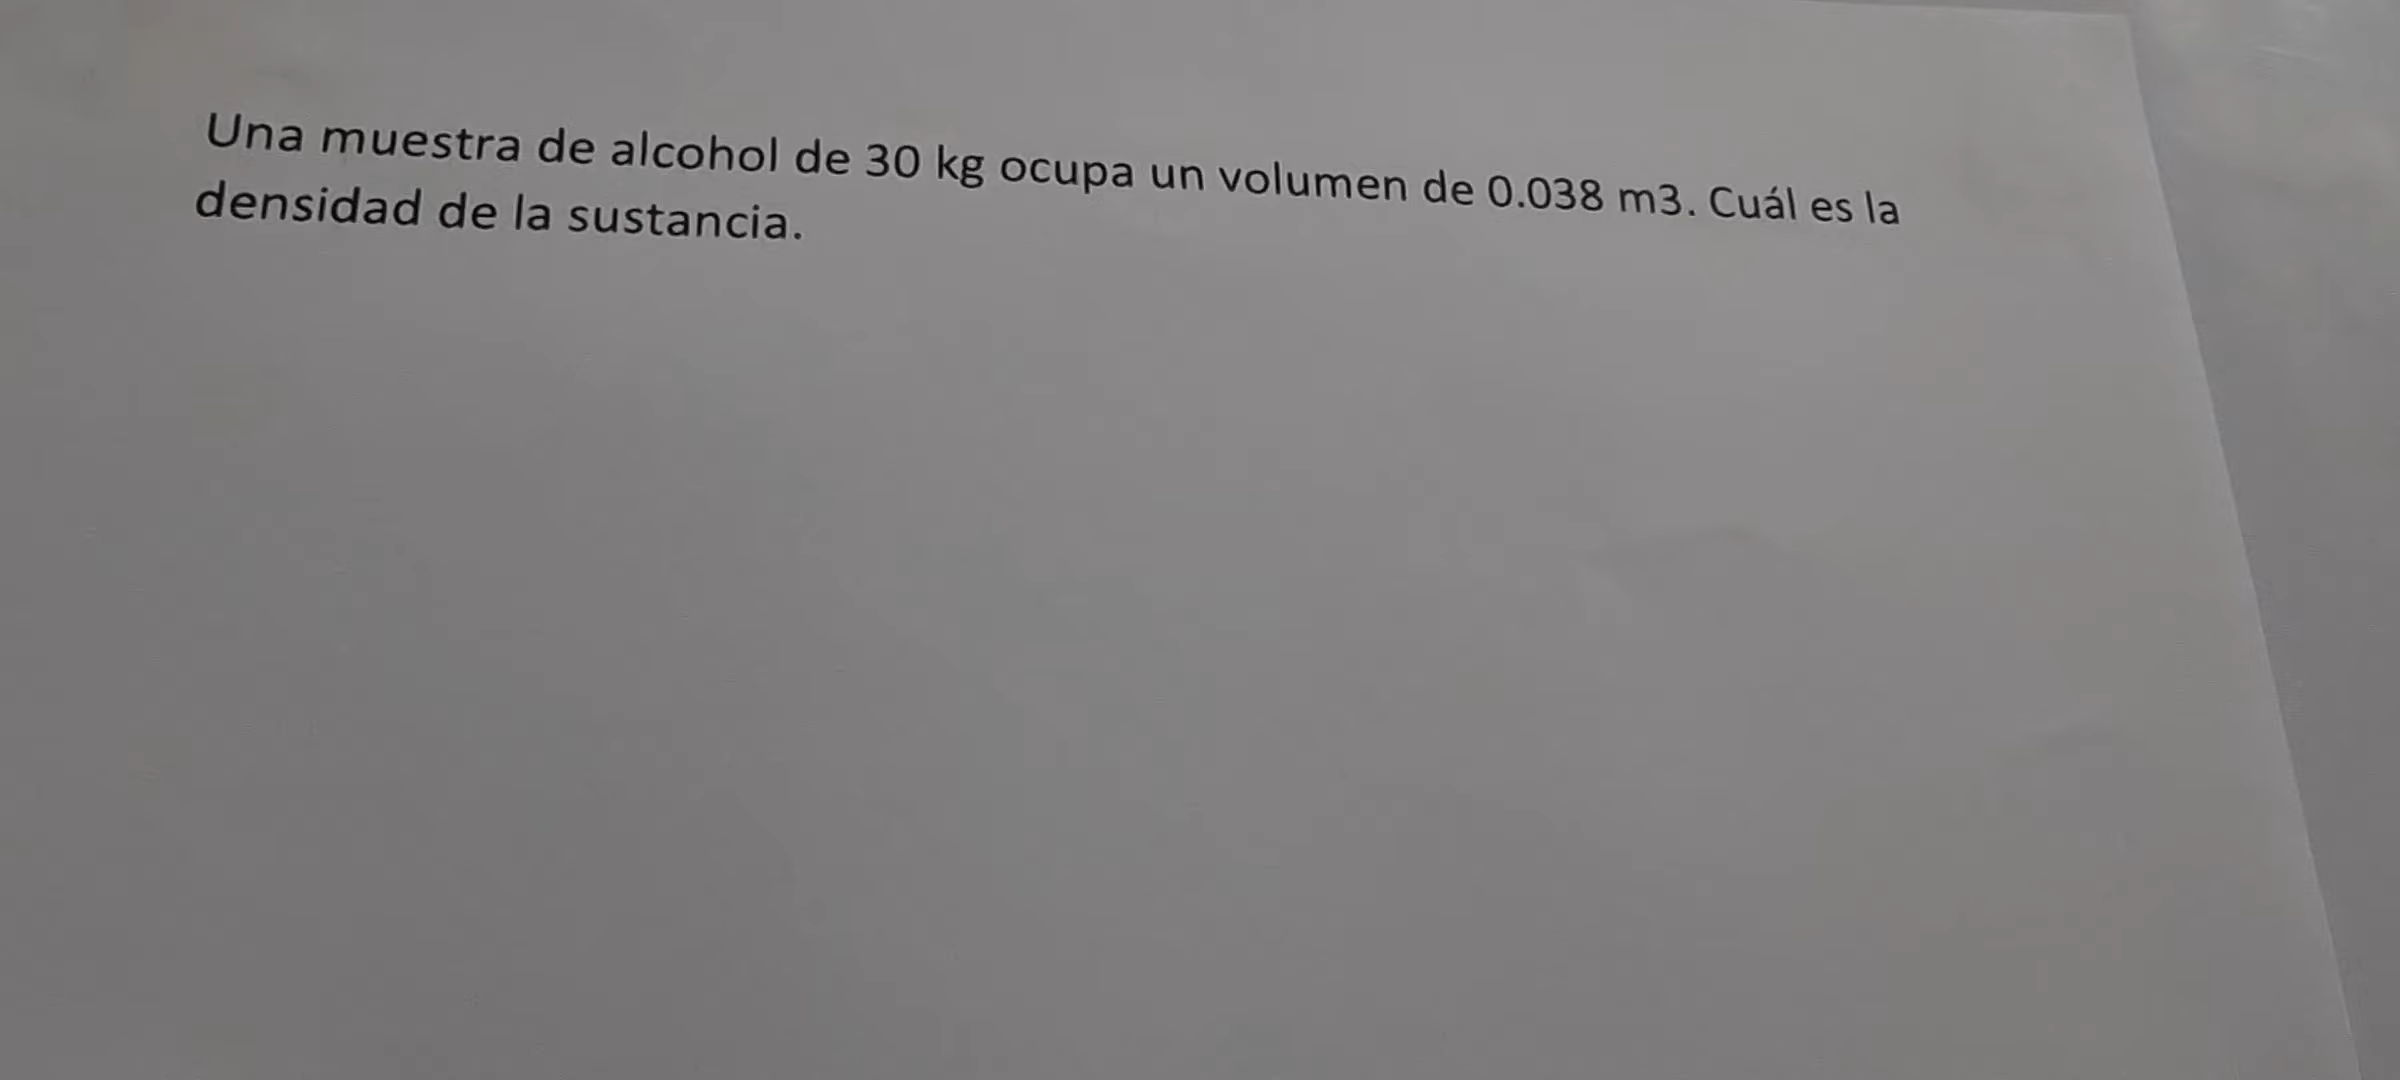 Una muestra de alcohol de 30 kg ocupa un volumen de 0.038 m3. Cuál es la
densidad de la sustancia.